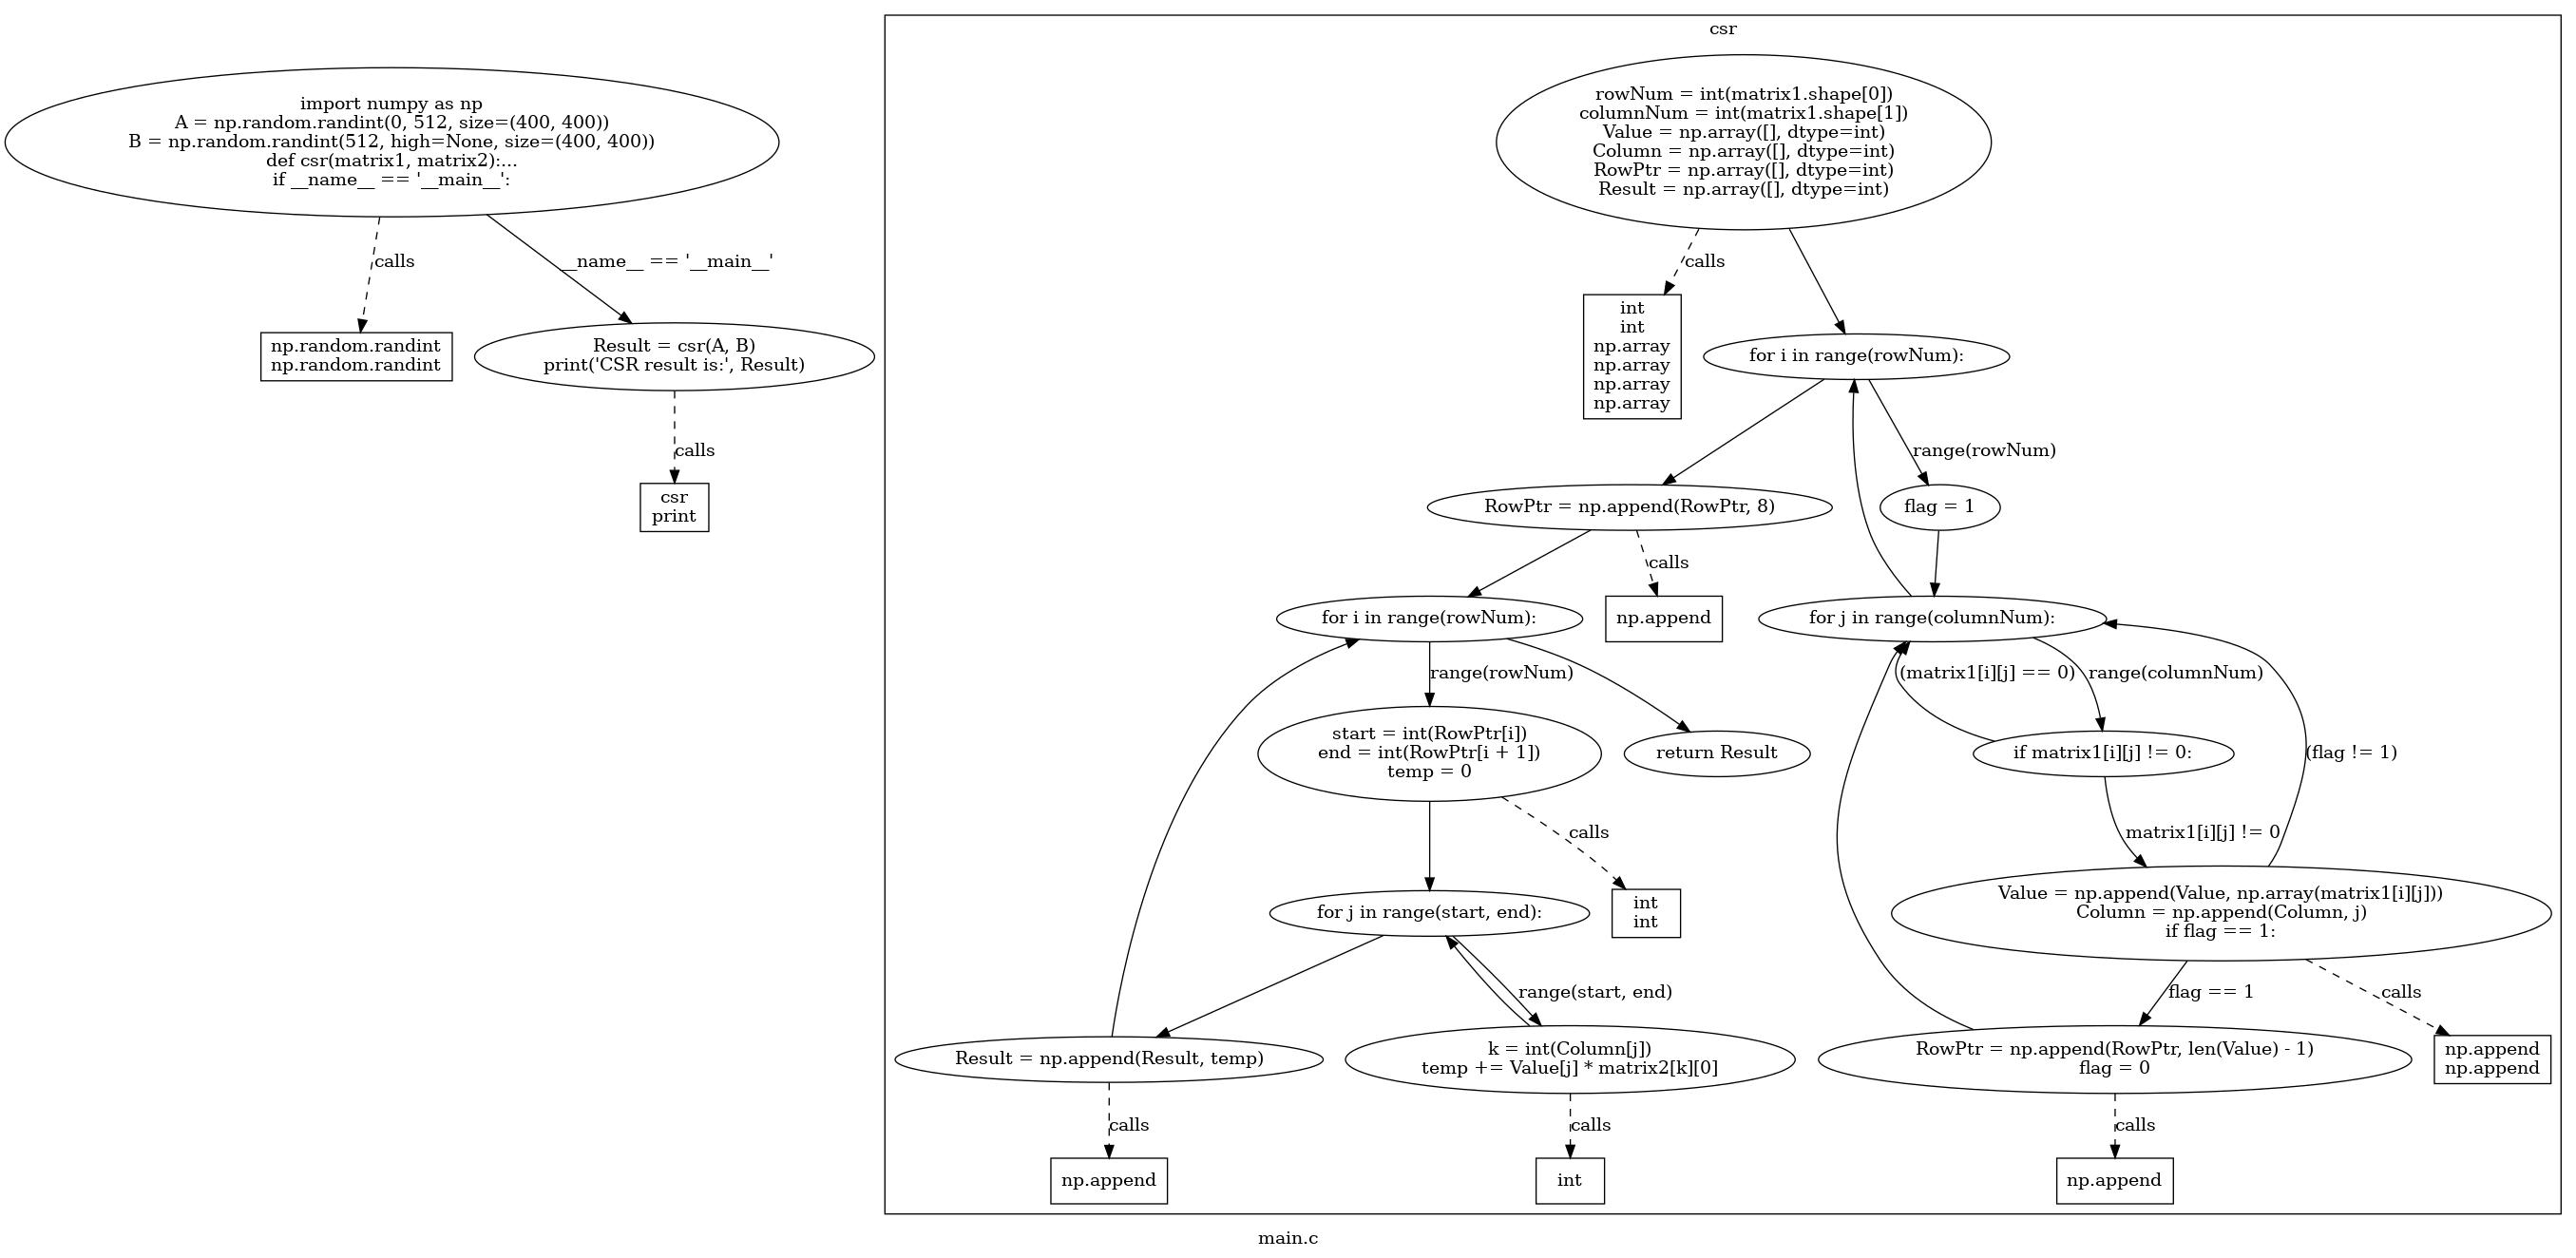 import numpy as np
A = np.random.randint(0, 512, size=(400, 400))
B = np.random.randint(512, high=None, size=(400, 400))
def csr(matrix1, matrix2):...
if __name__ == '__main__':
calls
__name__ == '__main__'
np.random.randint
np.random.randint
Result = csr(A, B)
print('CSR result is:', Result)
calls
csr
print
csr
rowNum = int(matrix1.shape[0])
columnNum = int(matrix1.shape[1])
Value = np.array([], dtype=int)
Column = np.array([], dtype=int)
RowPtr = np.array([], dtype=int)
Result = np.array([], dtype=int)
calls
int
int
np.array
np.array
np.array
np.array
for i in range(rowNum):
range(rowNum)
RowPtr = np.append(RowPtr, 8)
flag = 1
calls
for i in range(rowNum):
np.append
for j in range(columnNum):
range(rowNum)
(matrix1[i][j] == 0)
range(columnNum)
start = int(RowPtr[i])
end = int(RowPtr[i + 1])
temp = 0
return Result
if matrix1[i][j] != 0:
(flag != 1)
calls
matrix1[i][j] != 0
for j in range(start, end):
int
int
Value = np.append(Value, np.array(matrix1[i][j]))
Column = np.append(Column, j)
if flag == 1:
range(start, end)
flag == 1
calls
Result = np.append(Result, temp)
k = int(Column[j])
temp += Value[j] * matrix2[k][0]
RowPtr = np.append(RowPtr, len(Value) - 1)
flag = 0
np.append
np.append
calls
calls
calls
np.append
int
np.append
main.c